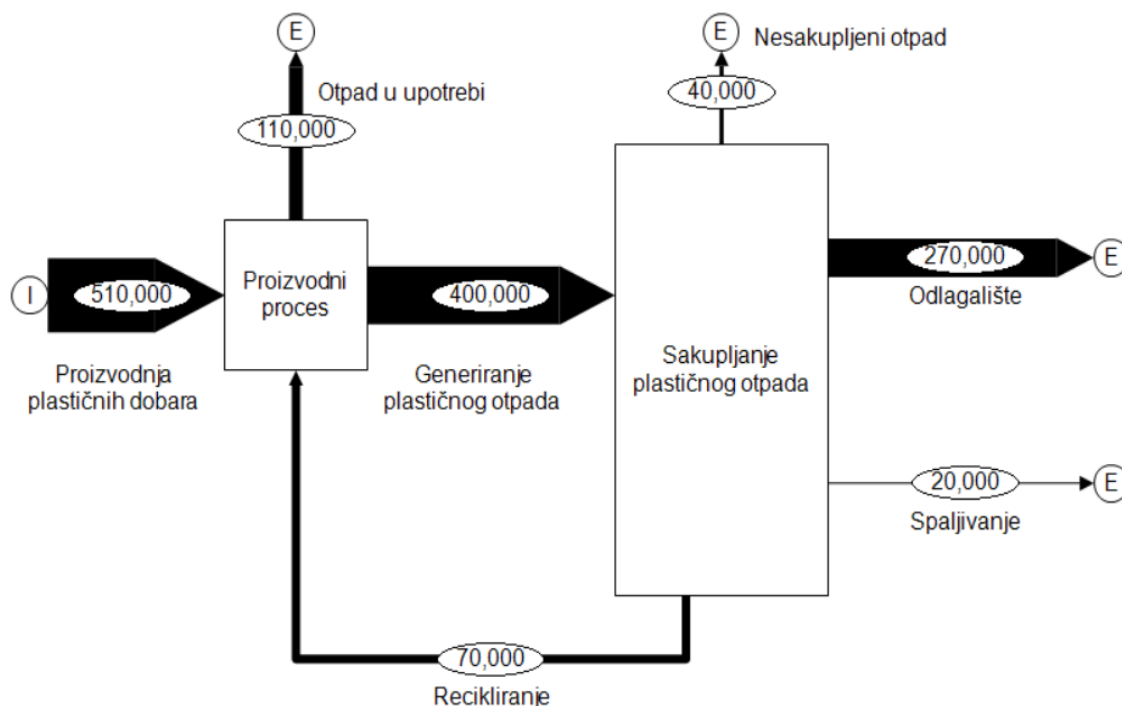 E
Otpad u upotrebi
110,000
E
Nesakupljeni otpad
40,000
I
510,000
Proizvodnja
plastičnih dobara
Proizvodni
proces
400,000
Generiranje
plastičnog otpada
Sakupljanje
plastičnog otpada
270,000
E
Odlagalište
20,000
E
Spaljivanje
70,000
Recikliranje